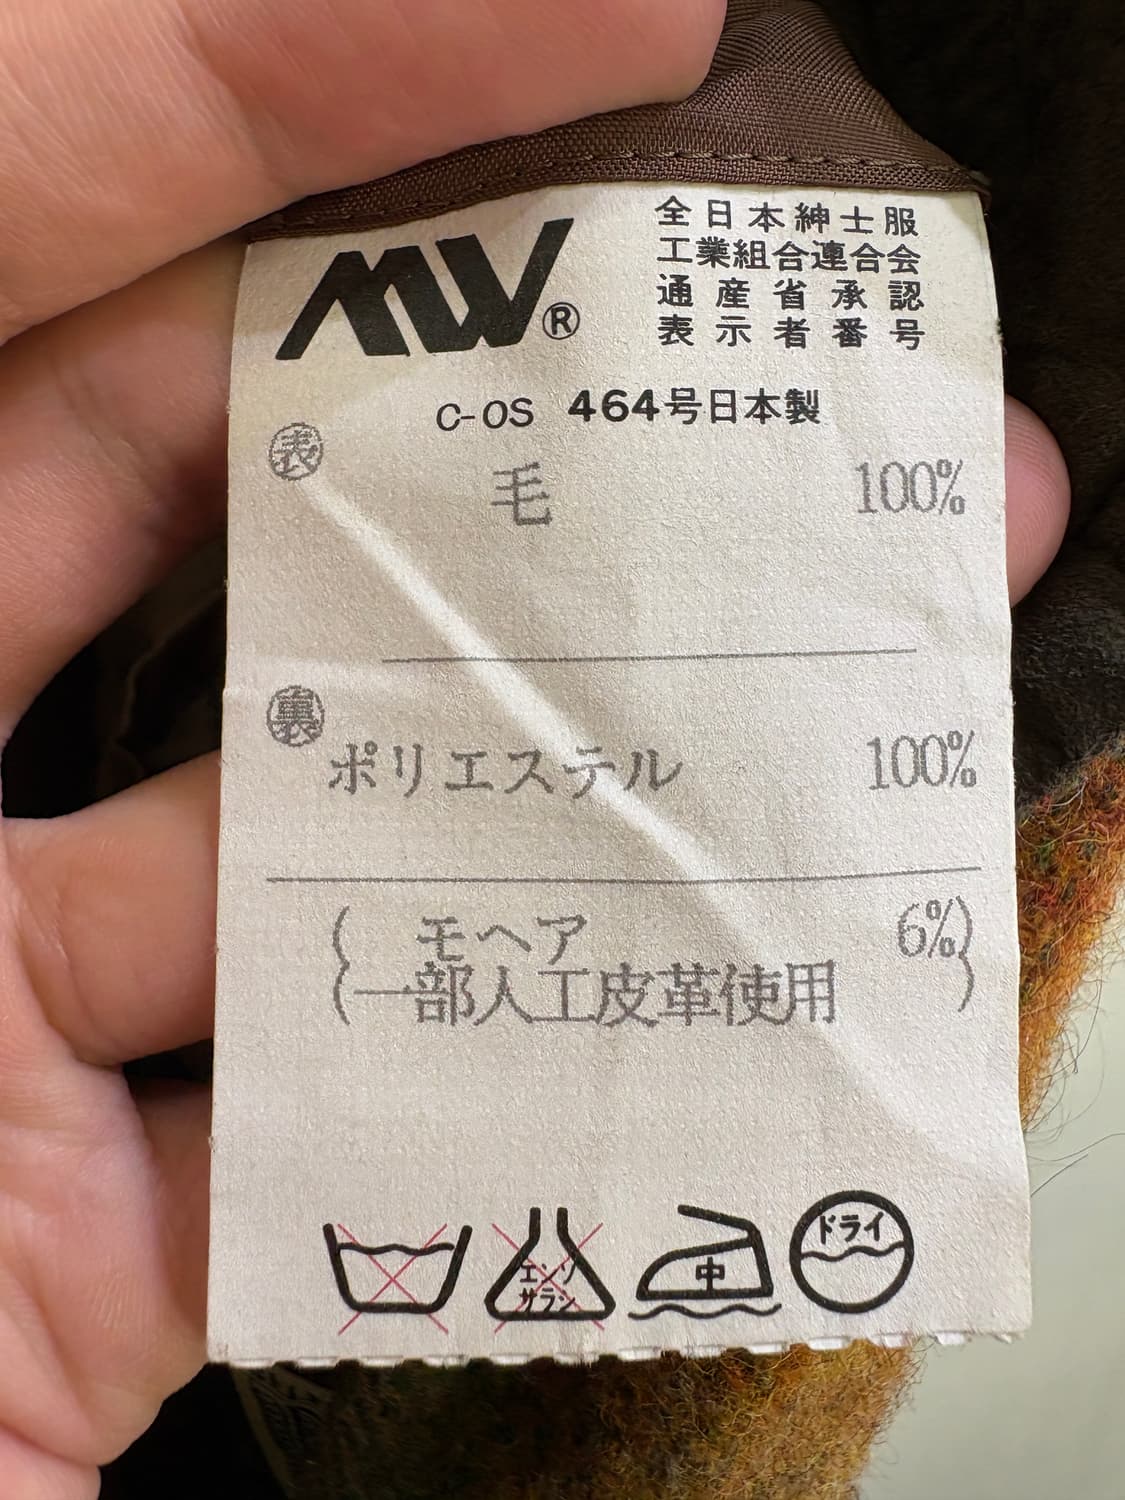 MW®
全日本紳士服
工業組合連合会
通産省承認
表示者番号
C-OS 464号日本製
表
毛 100%
裏
ポリエステル 100%
モヘア 6%
一部人工皮革使用
エンソ
サラシ
中
ドライ